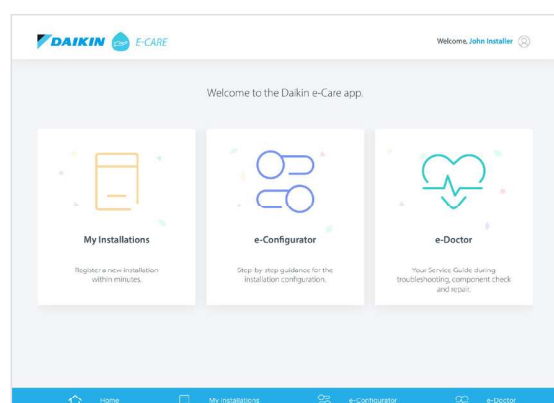 DAIKIN E-CARE
Welcome, John Installer
Welcome to the Daikin e-Care app.
My Installations
Register a new installation
within minutes.
e-Configurator
Step-by-step guidance for the
installation configuration.
e-Doctor
Your Service Guide during
troubleshooting, component check
and repair.
Home My Installations e-Configurator e-Doctor